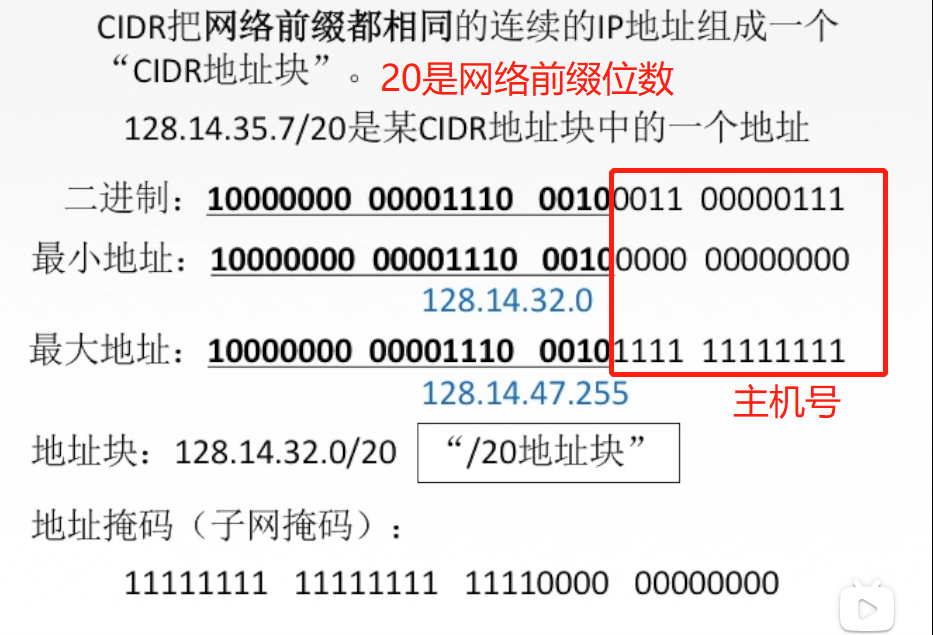 CIDR把网络前缀都相同的连续的IP地址组成一个
“CIDR地址块”。 20是网络前缀位数
128.14.35.7/20是某CIDR地址块中的一个地址
二进制：10000000 00001110 00100011 00000111
最小地址：10000000 00001110 00100000 00000000
128.14.32.0
最大地址：10000000 00001110 00101111 11111111
128.14.47.255 主机号
地址块：128.14.32.0/20 “/20地址块”
地址掩码（子网掩码）：
11111111 11111111 11110000 00000000